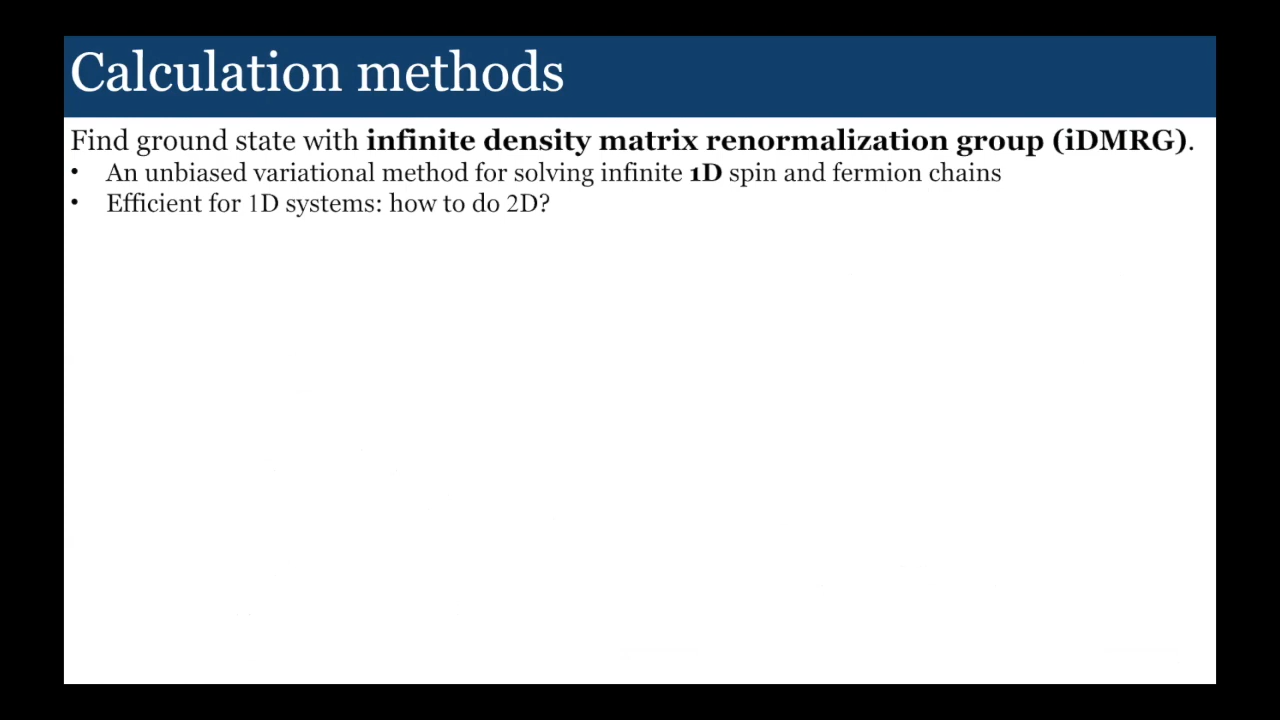 Calculation methods
Find ground state with infinite density matrix renormalization group (iDMRG).
• An unbiased variational method for solving infinite 1D spin and fermion chains
• Efficient for 1D systems: how to do 2D?